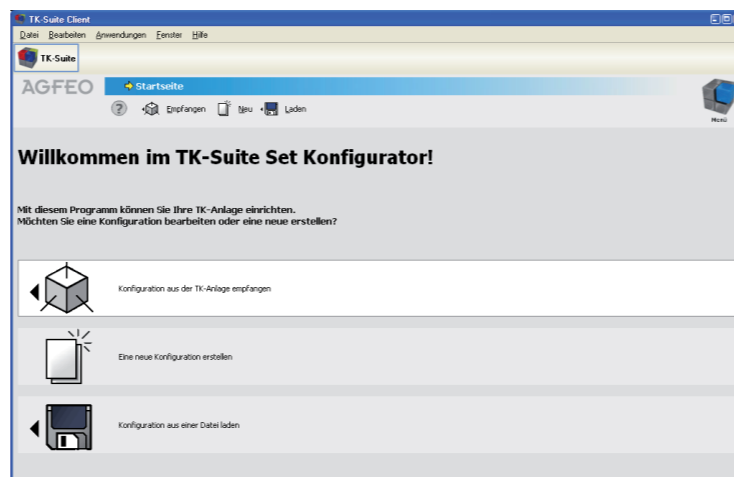 TK-Suite Client
Datei Bearbeiten Anwendungen Fenster Hilfe
TK-Suite
AGFEO
Startseite
? Empfangen Neu Laden
Menü
Willkommen im TK-Suite Set Konfigurator!
Mit diesem Programm können Sie Ihre TK-Anlage einrichten.
Möchten Sie eine Konfiguration bearbeiten oder eine neue erstellen?
Konfiguration aus der TK-Anlage empfangen
Eine neue Konfiguration erstellen
Konfiguration aus einer Datei laden